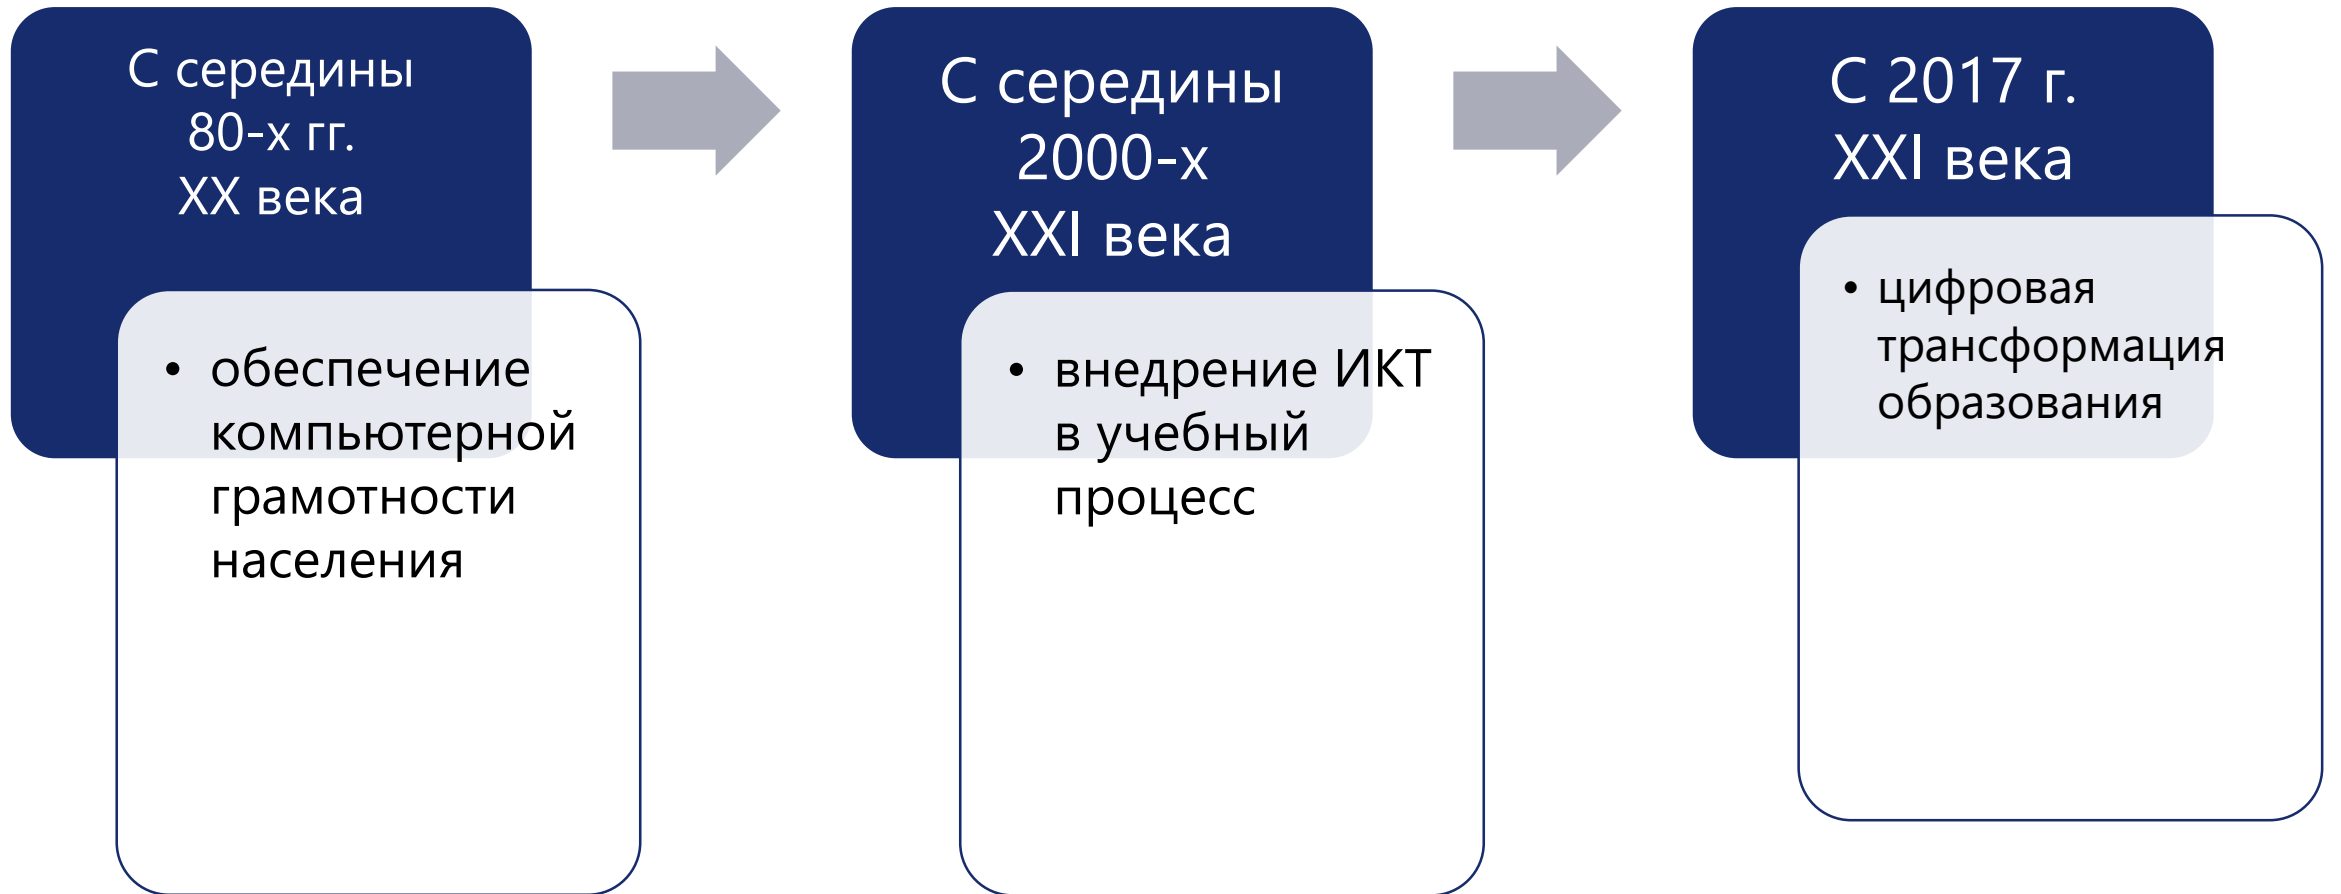 С середины
80-х гг.
XX века
• обеспечение
компьютерной
грамотности
населения
С середины
2000-х
XXI века
• внедрение ИКТ
в учебный
процесс
С 2017 г.
XXI века
• цифровая
трансформация
образования